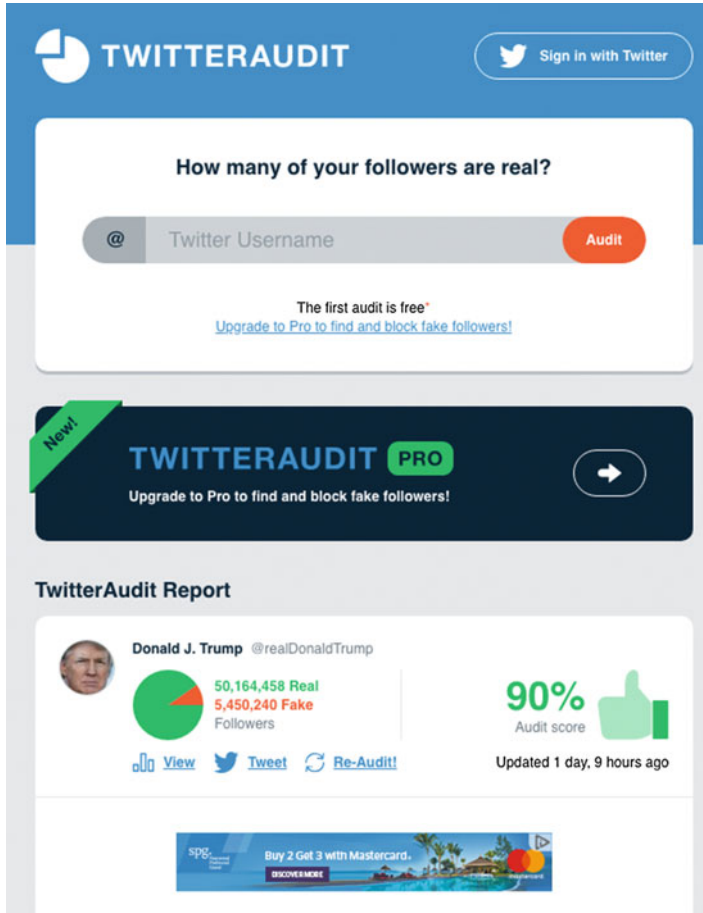 TWITTERAUDIT
Sign in with Twitter
How many of your followers are real?
@ Twitter Username Audit
The first audit is free*
Upgrade to Pro to find and block fake followers!
New!
TWITTERAUDIT PRO
Upgrade to Pro to find and block fake followers!
TwitterAudit Report
Donald J. Trump @realDonaldTrump
50,164,458 Real
5,450,240 Fake
Followers
90%
Audit score
View Tweet Re-Audit!
Updated 1 day, 9 hours ago
spg.
Buy 2 Get 3 with Mastercard.
DISCOVER MORE
mastercard